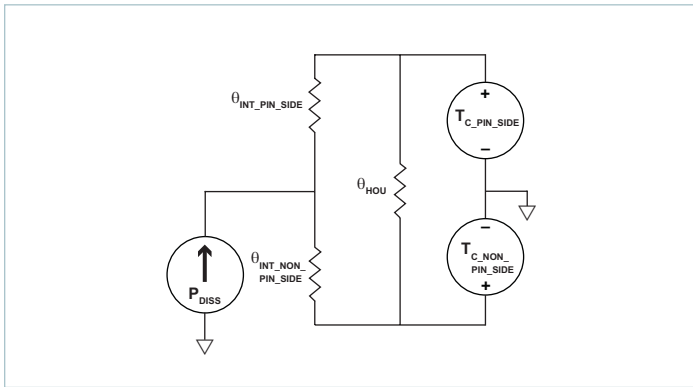 θINT_PIN_SIDE
+
TC_PIN_SIDE
–
θHOU
–
TC_NON_
PIN_SIDE
+
θINT_NON_
PIN_SIDE
PDISS